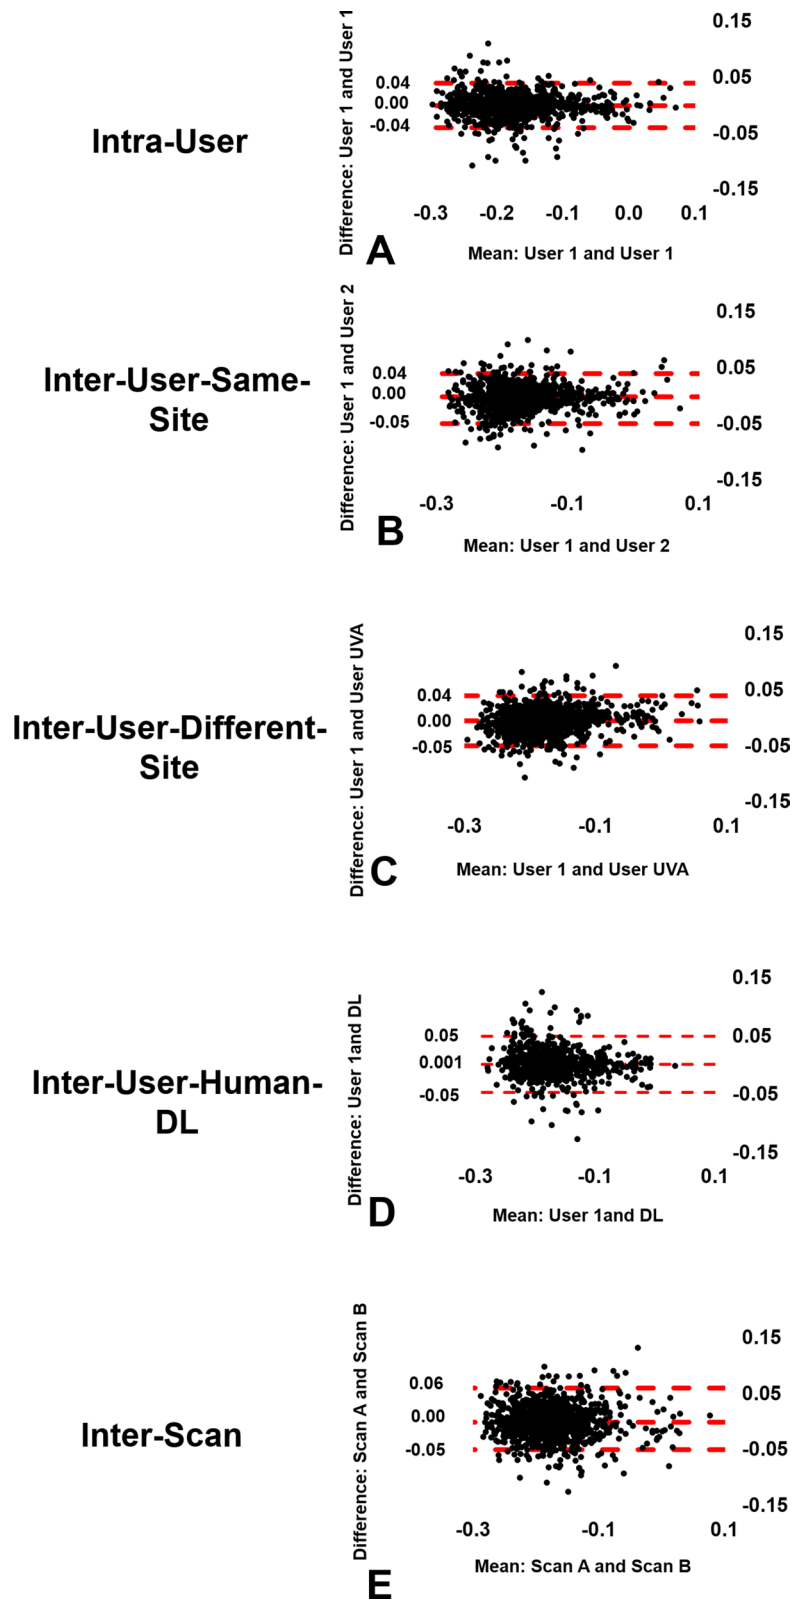 Intra-User
Difference: User 1 and User 1
0.04
0.00
-0.04
0.15
0.05
-0.05
-0.15
-0.3 -0.2 -0.1 0.0 0.1
A
Mean: User 1 and User 1
Inter-User-Same-
Site
Difference: User 1 and User 2
0.04
0.00
-0.05
0.15
0.05
-0.05
-0.15
-0.3 -0.1 0.1
B
Mean: User 1 and User 2
Inter-User-Different-
Site
Difference: User 1 and User UVA
0.04
0.00
-0.05
0.15
0.05
-0.05
-0.15
-0.3 -0.1 0.1
C
Mean: User 1 and User UVA
Inter-User-Human-
DL
Difference: User 1and DL
0.05
0.001
-0.05
0.15
0.05
-0.05
-0.15
-0.3 -0.1 0.1
D
Mean: User 1and DL
Inter-Scan
Difference: Scan A and Scan B
0.06
0.00
-0.05
0.15
0.05
-0.05
-0.15
-0.3 -0.1 0.1
E
Mean: Scan A and Scan B